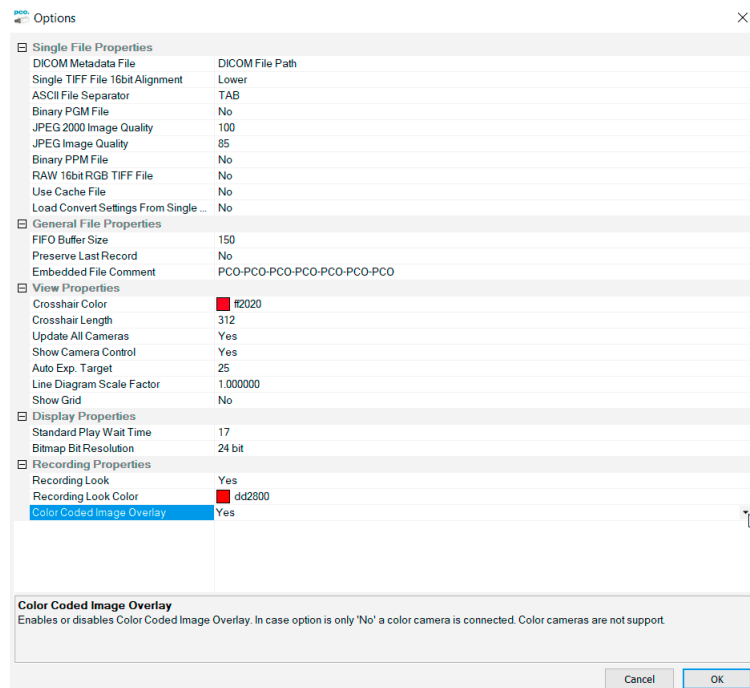 pco.
Options
Single File Properties
DICOM Metadata File DICOM File Path
Single TIFF File 16bit Alignment Lower
ASCII File Separator TAB
Binary PGM File No
JPEG 2000 Image Quality 100
JPEG Image Quality 85
Binary PPM File No
RAW 16bit RGB TIFF File No
Use Cache File No
Load Convert Settings From Single ... No
General File Properties
FIFO Buffer Size 150
Preserve Last Record No
Embedded File Comment PCO-PCO-PCO-PCO-PCO-PCO-PCO
View Properties
Crosshair Color ff2020
Crosshair Length 312
Update All Cameras Yes
Show Camera Control Yes
Auto Exp. Target 25
Line Diagram Scale Factor 1.000000
Show Grid No
Display Properties
Standard Play Wait Time 17
Bitmap Bit Resolution 24 bit
Recording Properties
Recording Look Yes
Recording Look Color dd2800
Color Coded Image Overlay Yes
Color Coded Image Overlay
Enables or disables Color Coded Image Overlay. In case option is only 'No' a color camera is connected. Color cameras are not support.
Cancel OK